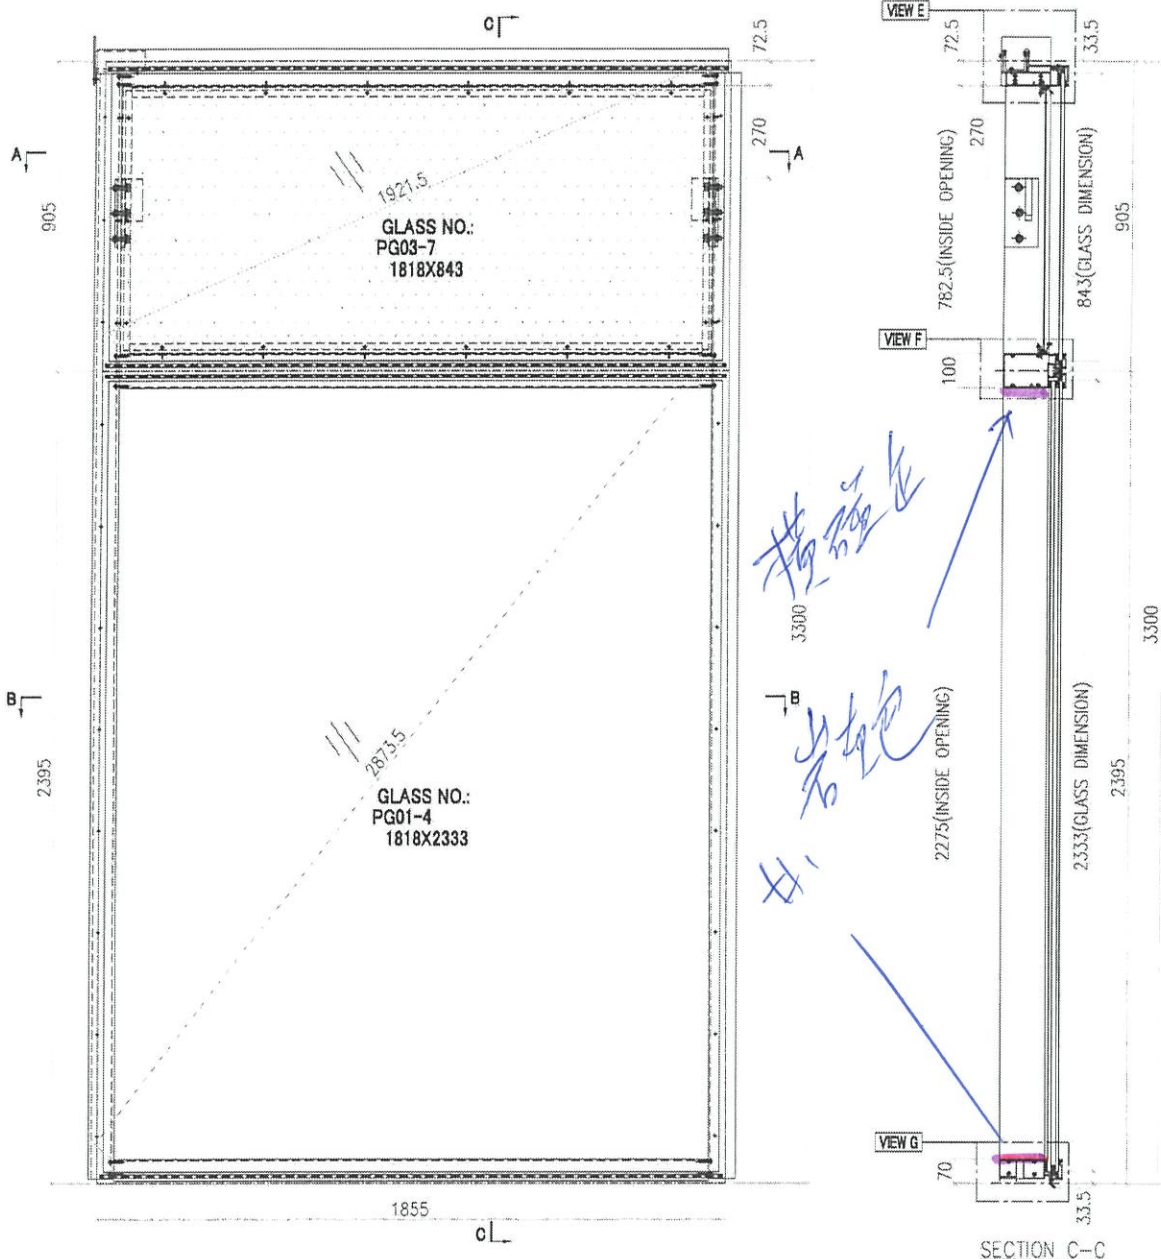 C
72.5
270
A
A
905
1921.5
GLASS NO.:
PG03-7
1818X843
B
B
2395
3300
2873.5
GLASS NO.:
PG01-4
1818X2333
1855
C
VIEW E
72.5
33.5
270
782.5(INSIDE OPENING)
843(GLASS DIMENSION)
905
VIEW F
100
3300
2275(INSIDE OPENING)
2333(GLASS DIMENSION)
2395
VIEW G
70
33.5
SECTION C-C